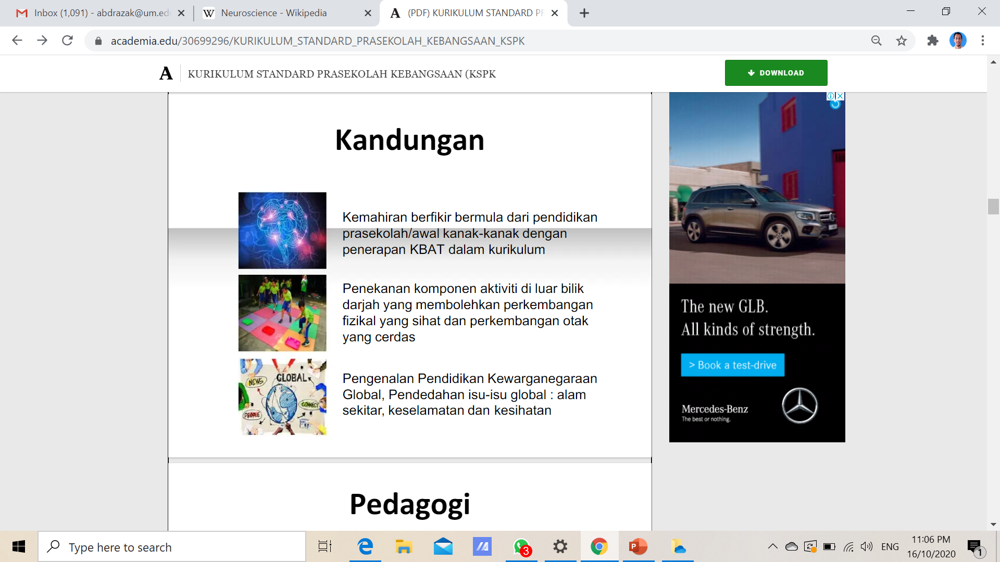 Inbox (1,091) - abdrazak@um.edu
Neuroscience - Wikipedia
(PDF) KURIKULUM STANDARD PR
academia.edu/30699296/KURIKULUM_STANDARD_PRASEKOLAH_KEBANGSAAN_KSPK
A
KURIKULUM STANDARD PRASEKOLAH KEBANGSAAN (KSPK
DOWNLOAD
Kandungan
Kemahiran berfikir bermula dari pendidikan
prasekolah/awal kanak-kanak dengan
penerapan KBAT dalam kurikulum
Penekanan komponen aktiviti di luar bilik
darjah yang membolehkan perkembangan
fizikal yang sihat dan perkembangan otak
yang cerdas
GLOBAL
NEWS
CONNECT
PEOPLE
Pengenalan Pendidikan Kewarganegaraan
Global, Pendedahan isu-isu global : alam
sekitar, keselamatan dan kesihatan
Pedagogi
The new GLB.
All kinds of strength.
> Book a test-drive
Mercedes-Benz
The best or nothing.
Type here to search
3
ENG
11:06 PM
16/10/2020
1